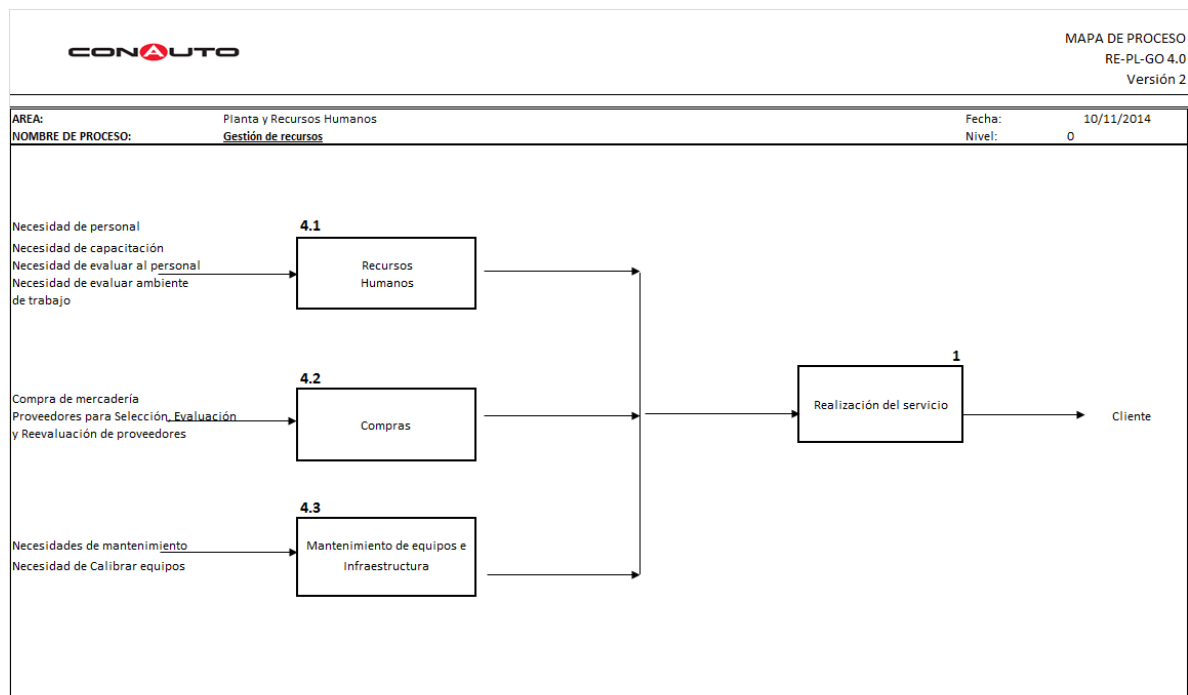 CONAUTO
MAPA DE PROCESO
RE-PL-GO 4.0
Versión 2
AREA: Planta y Recursos Humanos Fecha: 10/11/2014
NOMBRE DE PROCESO: Gestión de recursos Nivel: 0
Necesidad de personal
Necesidad de capacitación
Necesidad de evaluar al personal
Necesidad de evaluar ambiente
de trabajo
4.1
Recursos
Humanos
Compra de mercadería
Proveedores para Selección, Evaluación
y Reevaluación de proveedores
4.2
Compras
Necesidades de mantenimiento
Necesidad de Calibrar equipos
4.3
Mantenimiento de equipos e
Infraestructura
1
Realización del servicio
Cliente